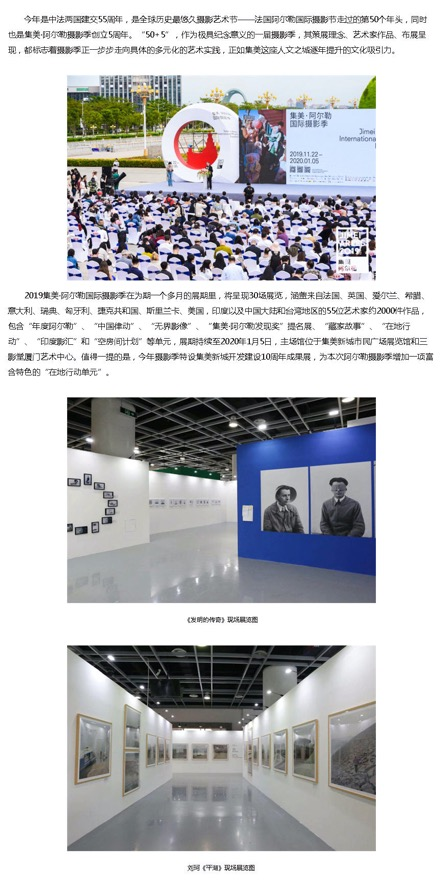 今年是中法两国建交55周年，是全球历史最悠久摄影艺术节——法国阿尔勒国际摄影节走过的第50个年头，同时
也是集美·阿尔勒摄影季创立5周年。“50+5”，作为极具纪念意义的一届摄影季，其策展理念、艺术家作品、布展呈
现，都标志着摄影季正一步步走向具体的多元化的艺术实践，正如集美这座人文之城逐年提升的文化吸引力。
集美·阿尔勒
国际摄影季
Jimei
International
2019.11.22 –
2020.01.05
2019集美·阿尔勒国际摄影季在为期一个多月的展期里，将呈现30场展览，涵盖来自法国、英国、爱尔兰、希腊、
意大利、瑞典、匈牙利、捷克共和国、斯里兰卡、美国，印度以及中国大陆和台湾地区的55位艺术家约2000件作品，
包含“年度阿尔勒”、“中国律动”、“无界影像”、“集美·阿尔勒发现奖”提名展、“藏家故事”、“在地行
动”、“印度影汇”和“空房间计划”等单元，展期持续至2020年1月5日，主场馆位于集美新城市民广场展览馆和三
影堂厦门艺术中心。值得一提的是，今年摄影季特设集美新城开发建设10周年成果展，为本次阿尔勒摄影季增加一项富
含特色的“在地行动单元”。
《发明的传奇》现场展览图
刘珂《平湖》现场展览图